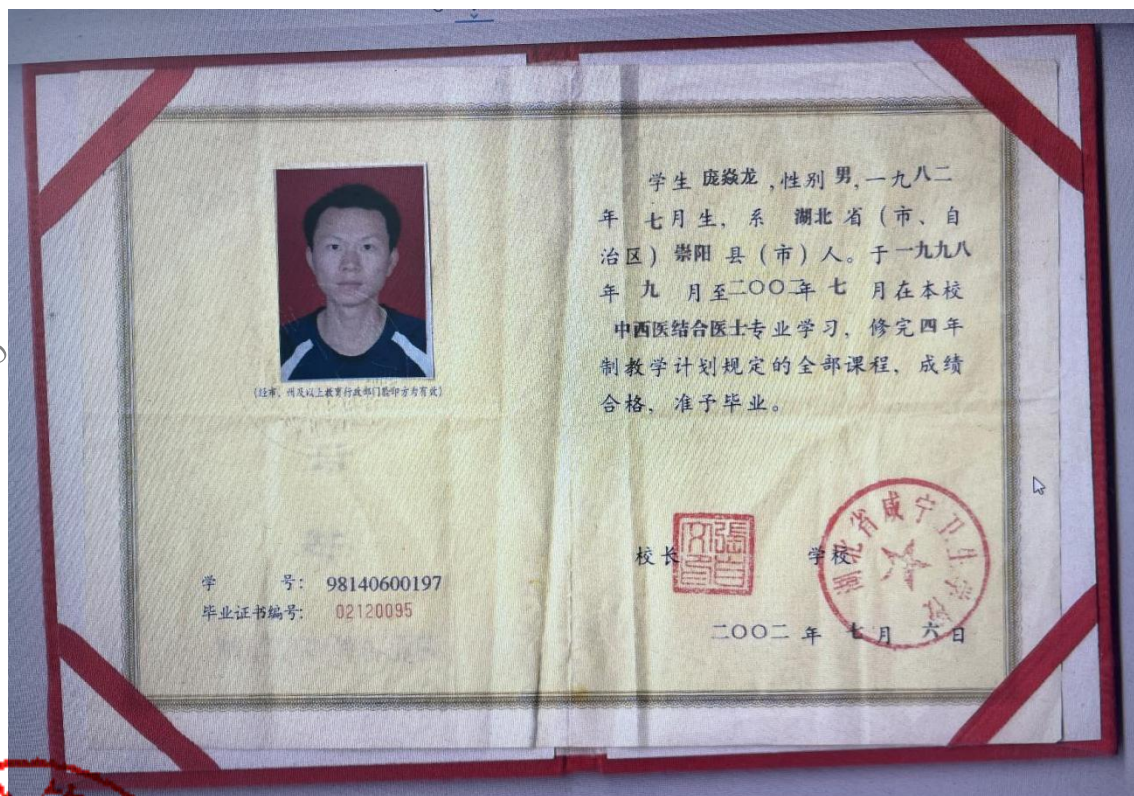 (经市、州及以上教育行政部门验印方为有效)
学 号: 98140600197
毕业证书编号: 02120095
学生 庞焱龙 ,性别 男,一九八二
年 七月生, 系 湖北 省 (市、自
治区) 崇阳 县 (市) 人。于 一九九八
年 九 月至二〇〇二年 七 月在本校
中西医结合医士专业学习, 修完四年
制教学计划规定的全部课程, 成绩
合格, 准予毕业。
校长
学校
湖北省咸宁卫生学校
二〇〇二 年 七 月 六 日